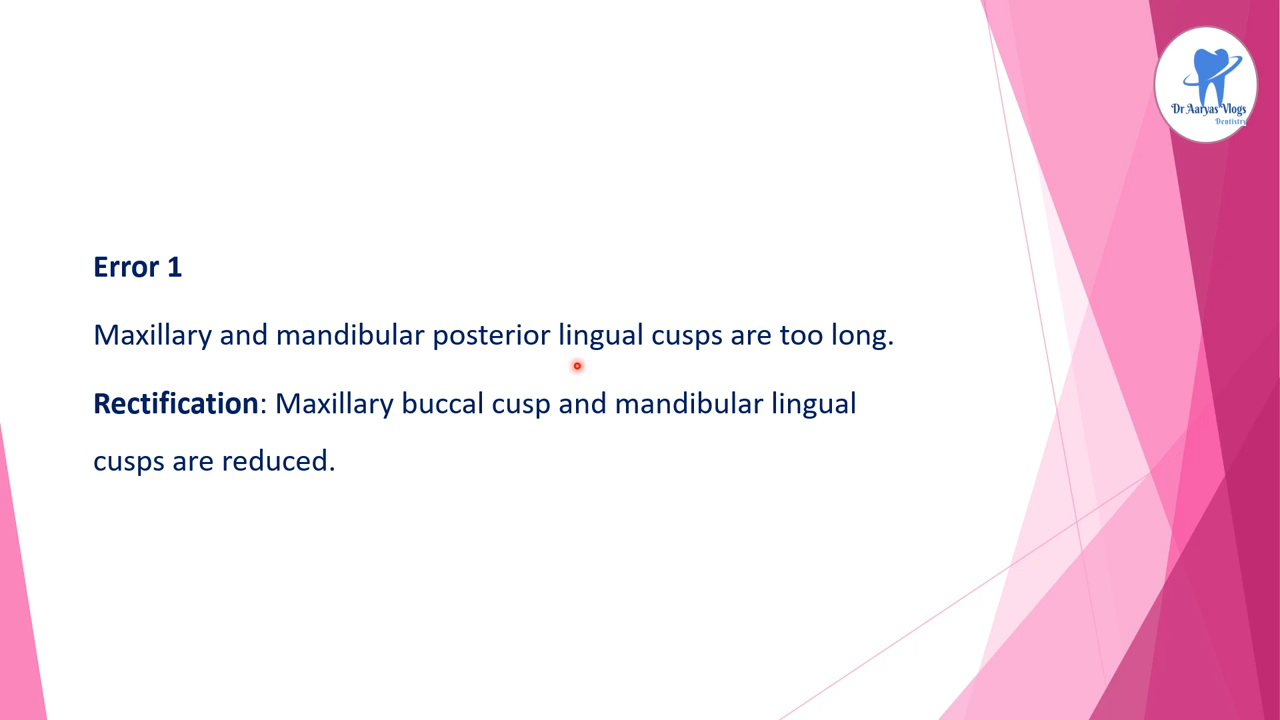 Dr Aaryas Vlogs
Dentistry
Error 1
Maxillary and mandibular posterior lingual cusps are too long.
Rectification: Maxillary buccal cusp and mandibular lingual
cusps are reduced.